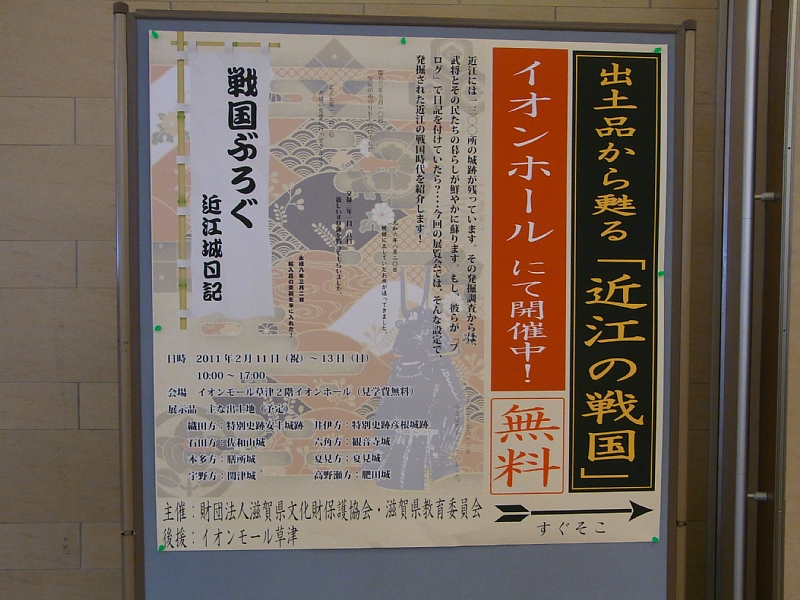 出土品から甦る「近江の戦国」
イオンホールにて開催中！
無料
すぐそこ
近江には一三〇〇所の城跡が残っています。その発掘調査からは、
武将とその民たちの暮らしが鮮やかに蘇ります。もし、彼らが「ブ
ログ」で日記を付けていたら？・・・今回の展覧会では、そんな設定で、
発掘された近江の戦国時代を紹介します！
戦国ぶろぐ
近江城日記
日時　2011年2月11日（祝）～13日（日）
10:00～17:00
会場　イオンモール草津2階イオンホール（見学費無料）
展示品　主な出土地（予定）
織田方：特別史跡安土城跡　井伊方：特別史跡彦根城跡
石田方：佐和山城　六角方：観音寺城
本多方：膳所城　夏見方：夏見城
宇野方：関津城　高野瀬方：肥田城
主催：財団法人滋賀県文化財保護協会・滋賀県教育委員会
後援：イオンモール草津